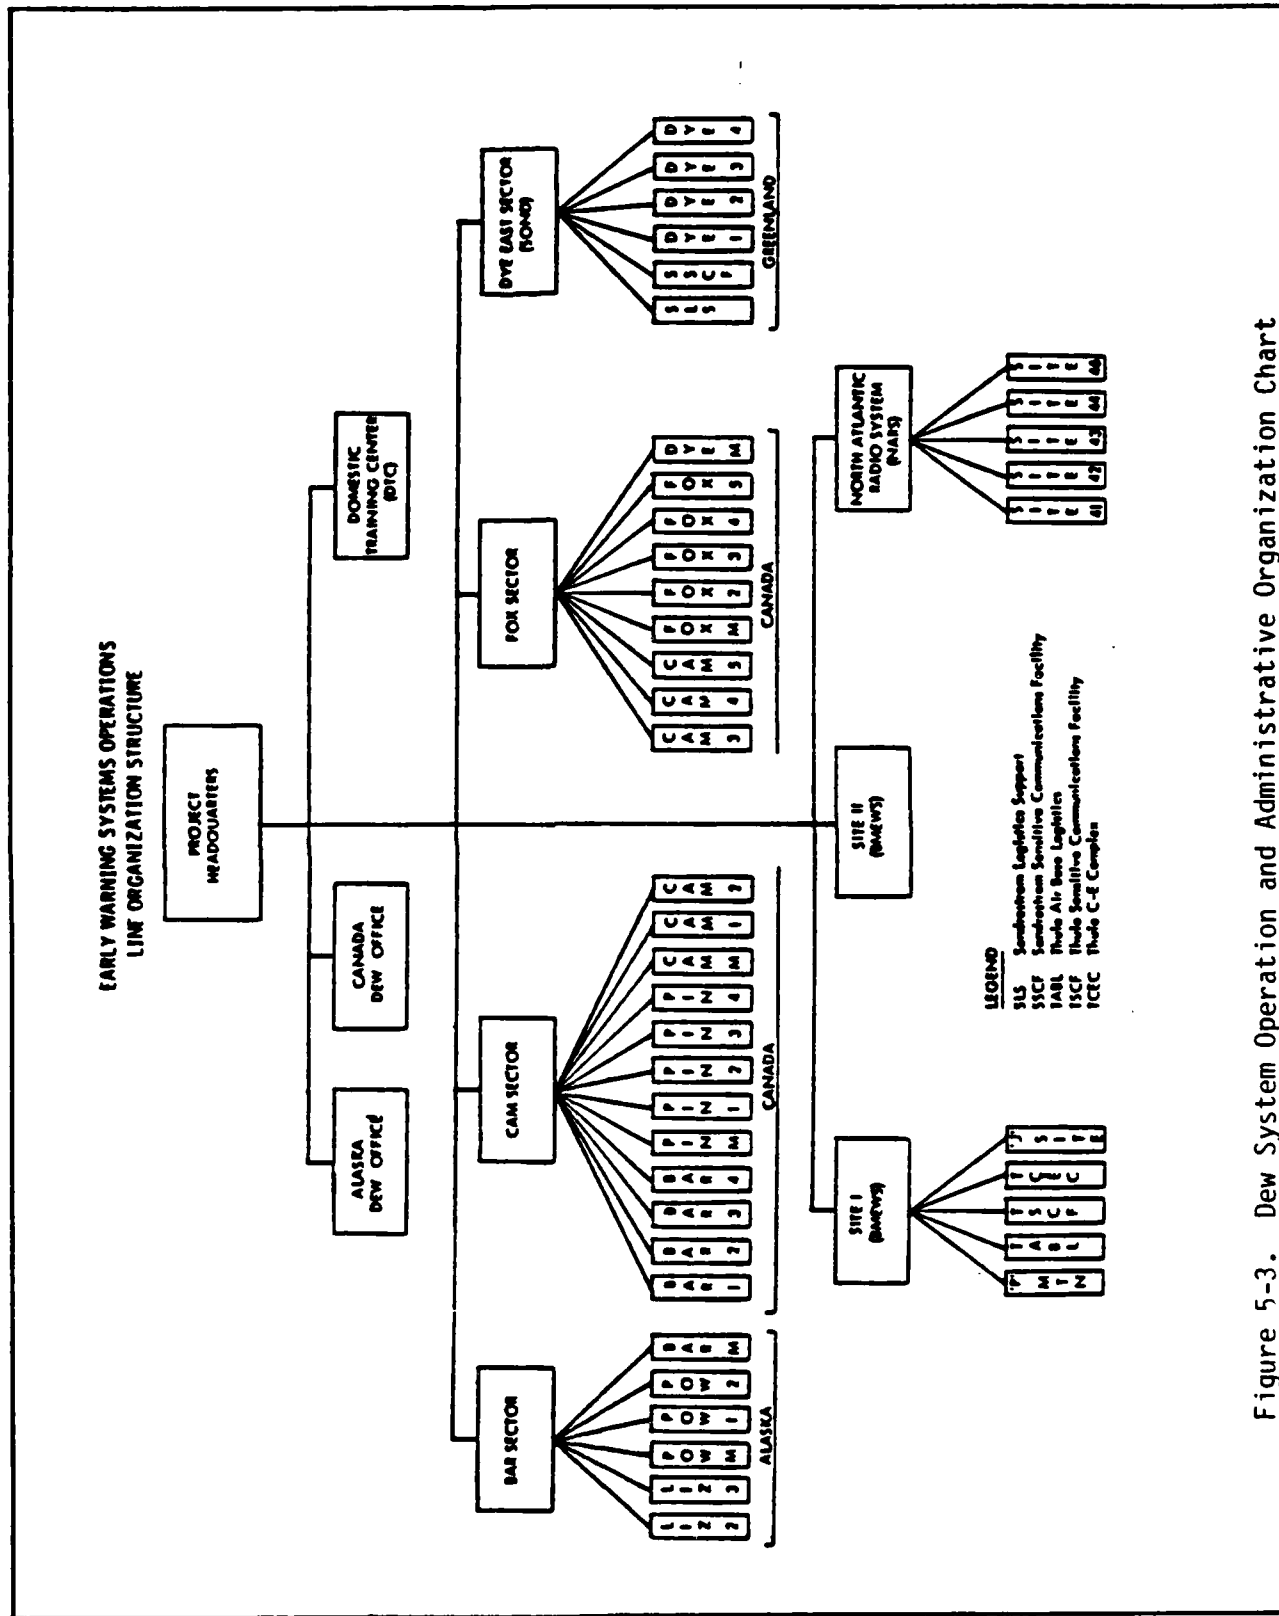 EARLY WARNING SYSTEMS OPERATIONS
LINE ORGANIZATION STRUCTURE
PROJECT
HEADQUARTERS
ALASKA
DEW OFFICE
CANADA
DEW OFFICE
DOMESTIC
TRAINING CENTER
(DTC)
BAR SECTOR
CAM SECTOR
FOX SECTOR
DYE EAST SECTOR
(SOND)
LIZ 2
LIZ 3
POW M
POW 1
POW 2
BAR M
ALASKA
BAR 1
BAR 2
BAR 3
BAR 4
PIN M
PIN 1
PIN 2
PIN 3
PIN 4
CAM M
CAM 1
CAM 2
CANADA
CAM 3
CAM 4
CAM 5
FOX M
FOX 2
FOX 3
FOX 4
FOX 5
DYE M
CANADA
SLS
SSCF
DYE 1
DYE 2
DYE 3
DYE 4
GREENLAND
SITE I
(BMEWS)
SITE II
(BMEWS)
NORTH ATLANTIC
RADIO SYSTEM
(NARS)
'P' MTN
TABL
TSCF
TCEC
'J' SITE
SITE 41
SITE 42
SITE 43
SITE 44
SITE
LEGEND
SLS Sondrestrom Logistics Support
SSCF Sondrestrom Sensitive Communications Facility
TABL Thule Air Base Logistics
TSCF Thule Sensitive Communications Facility
TCEC Thule C-E Complex
Figure 5-3. Dew System Operation and Administrative Organization Chart